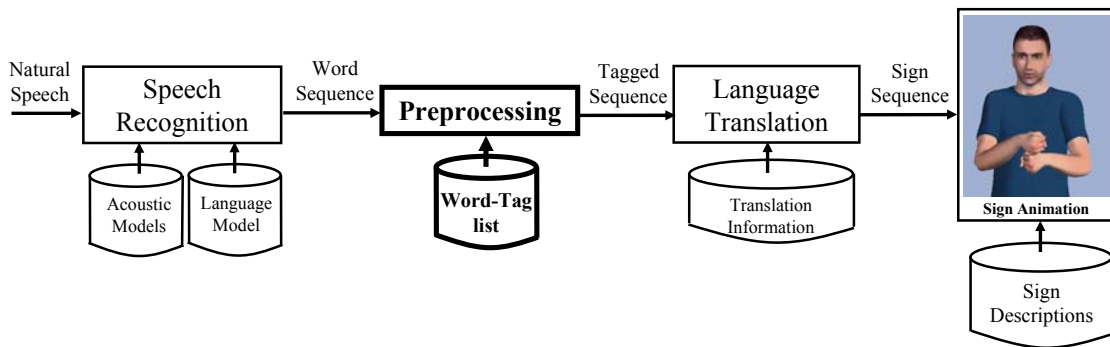 Natural
Speech
Speech
Recognition
Word
Sequence
Preprocessing
Tagged
Sequence
Language
Translation
Sign
Sequence
Sign Animation
Acoustic
Models
Language
Model
Word-Tag
list
Translation
Information
Sign
Descriptions